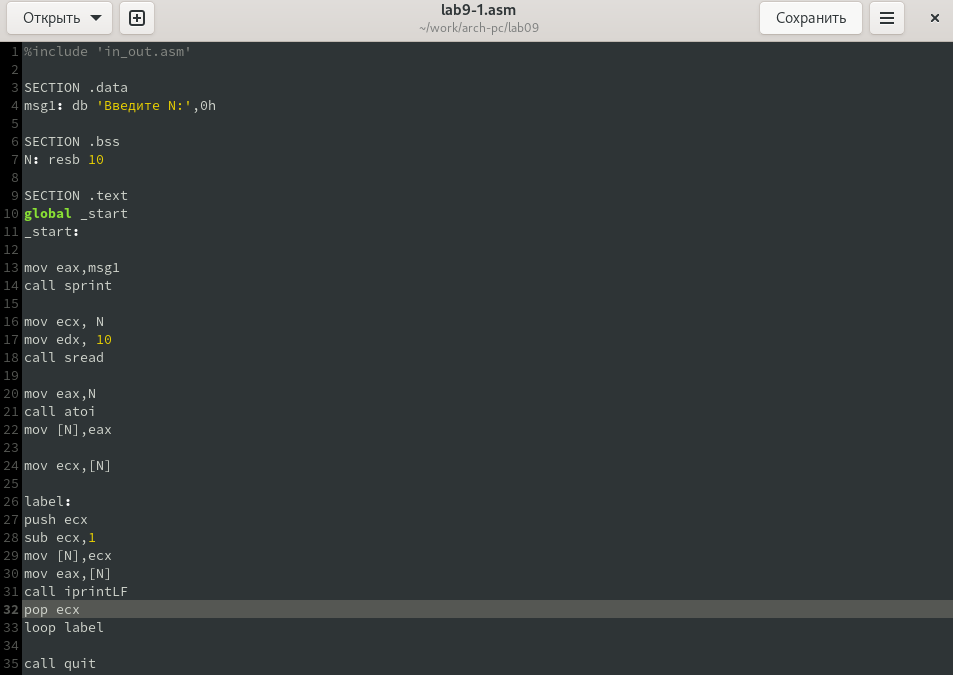 Открыть
lab9-1.asm
~/work/arch-pc/lab09
Сохранить
1 %include 'in_out.asm'
2
3 SECTION .data
4 msg1: db 'Введите N:',0h
5
6 SECTION .bss
7 N: resb 10
8
9 SECTION .text
10 global _start
11 _start:
12
13 mov eax,msg1
14 call sprint
15
16 mov ecx, N
17 mov edx, 10
18 call sread
19
20 mov eax,N
21 call atoi
22 mov [N],eax
23
24 mov ecx,[N]
25
26 label:
27 push ecx
28 sub ecx,1
29 mov [N],ecx
30 mov eax,[N]
31 call iprintLF
32 pop ecx
33 loop label
34
35 call quit